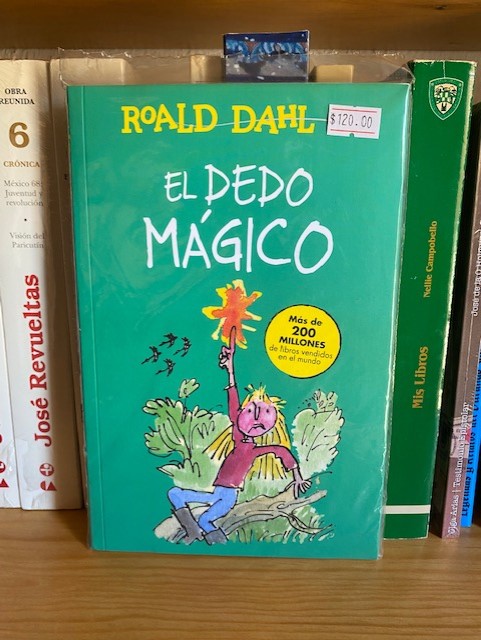 ROALD DAHL
$120.00
EL DEDO
MÁGICO
Más de
200
MILLONES
de libros vendidos
en el mundo
OBRA
REUNIDA
6
CRÓNICA
México 68:
Juventud y
revolución
•
Visión del
Paricutín
José Revueltas
Nellie Campobello
Mis Libros
Testimonio